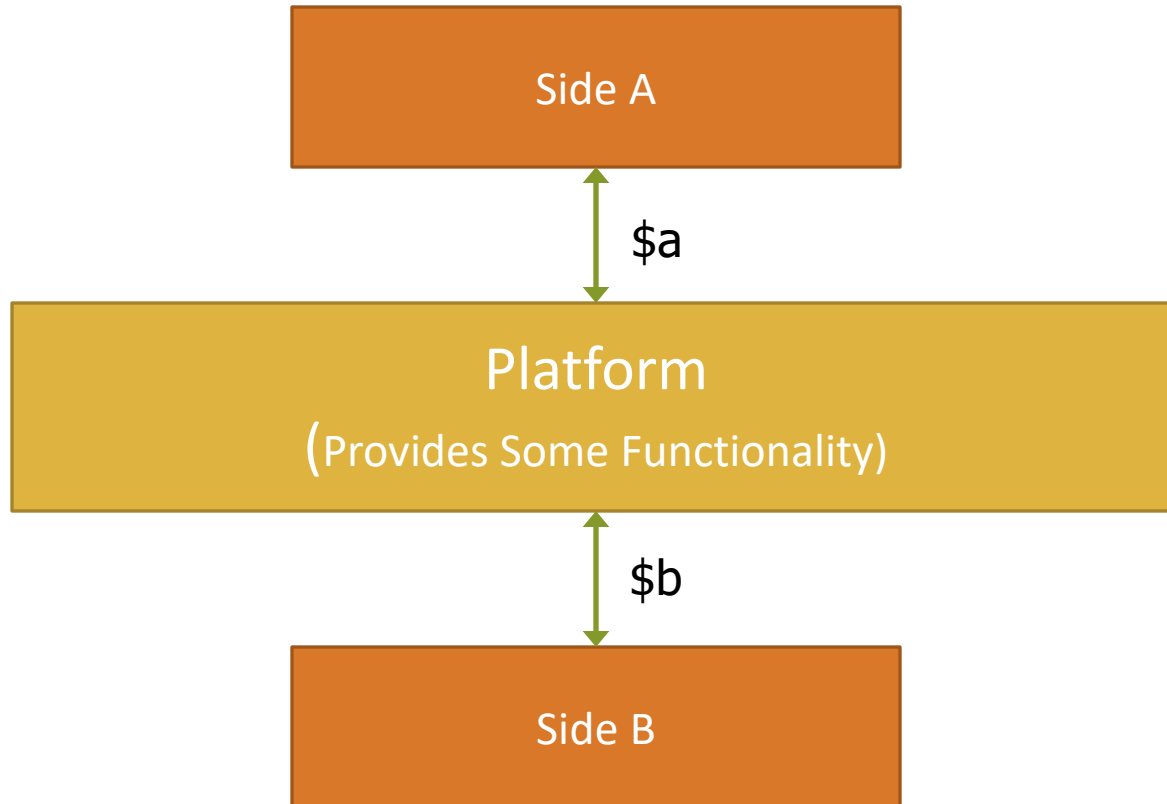 Side A
$a
Platform
(Provides Some Functionality)
$b
Side B